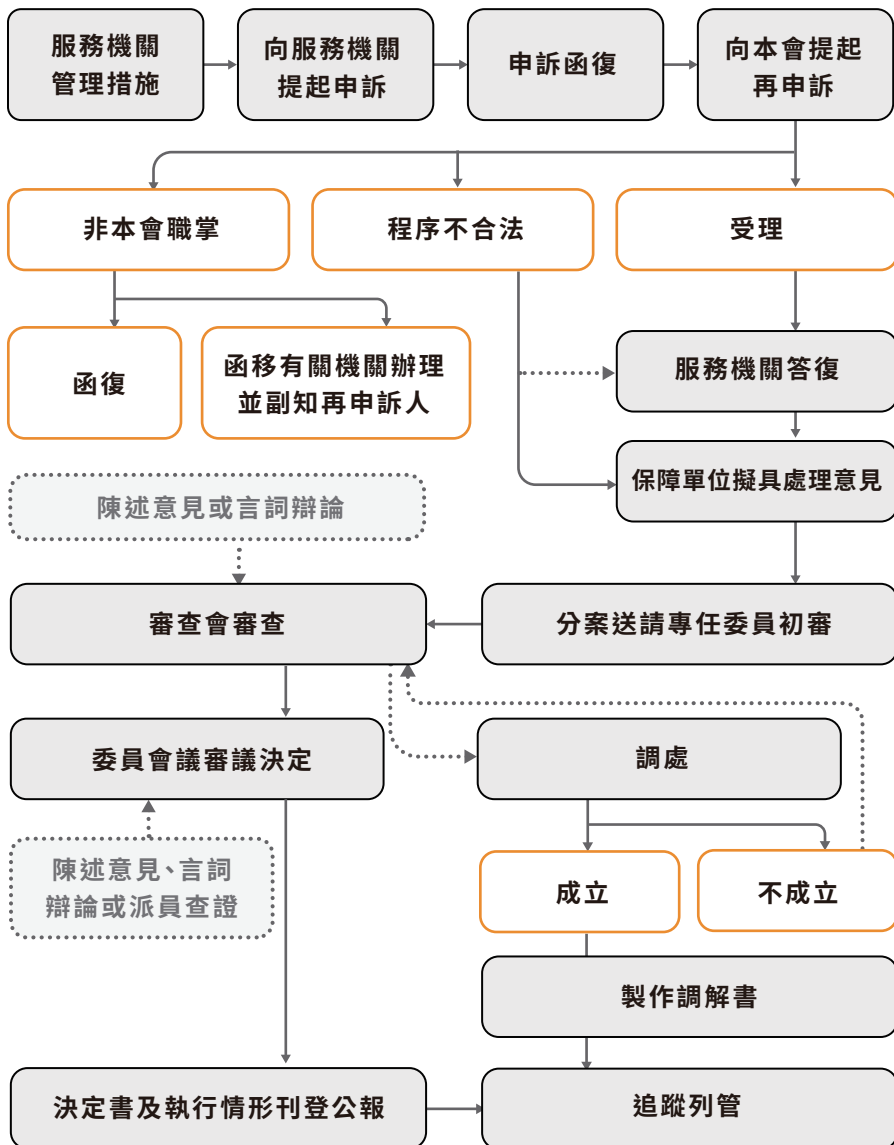 服務機關
管理措施
向服務機關
提起申訴
申訴函復
向本會提起
再申訴
非本會職掌
程序不合法
受理
函復
函移有關機關辦理
並副知再申訴人
服務機關答復
保障單位擬具處理意見
陳述意見或言詞辯論
審查會審查
分案送請專任委員初審
委員會議審議決定
調處
陳述意見、言詞
辯論或派員查證
成立
不成立
製作調解書
決定書及執行情形刊登公報
追蹤列管